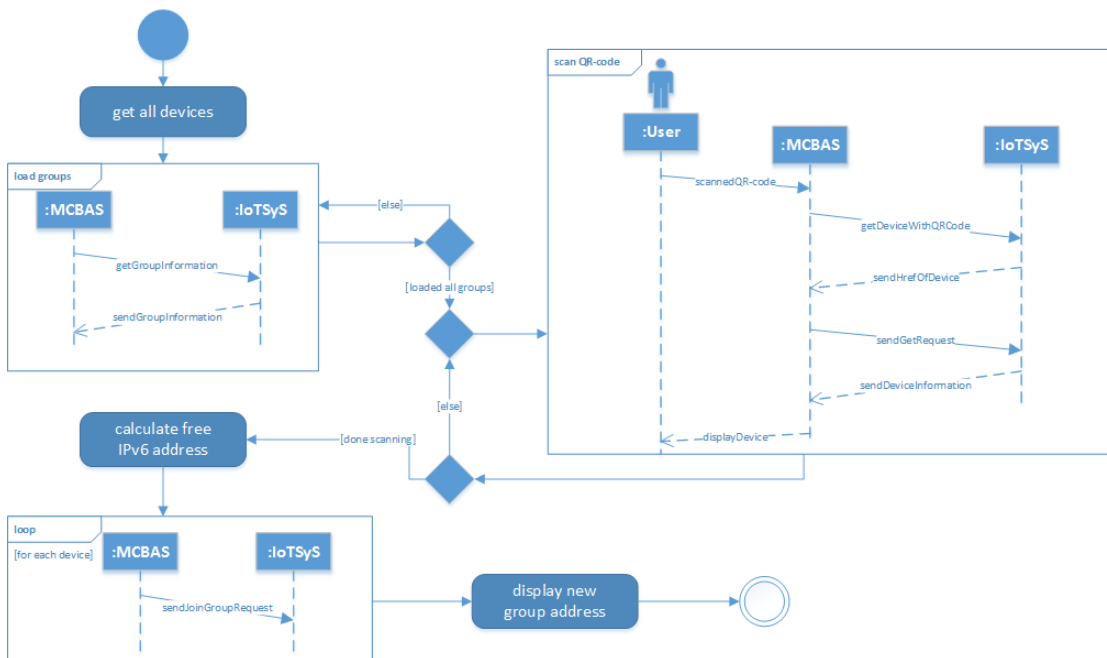 get all devices
load groups
:MCBAS
:IoTSyS
getGroupInformation
sendGroupInformation
[else]
[loaded all groups]
scan QR-code
:User
:MCBAS
:IoTSyS
scannedQR-code
getDeviceWithQRCode
sendHrefOfDevice
sendGetRequest
sendDeviceInformation
displayDevice
[else]
[done scanning]
calculate free
IPv6 address
loop
[for each device]
:MCBAS
:IoTSyS
sendJoinGroupRequest
display new
group address